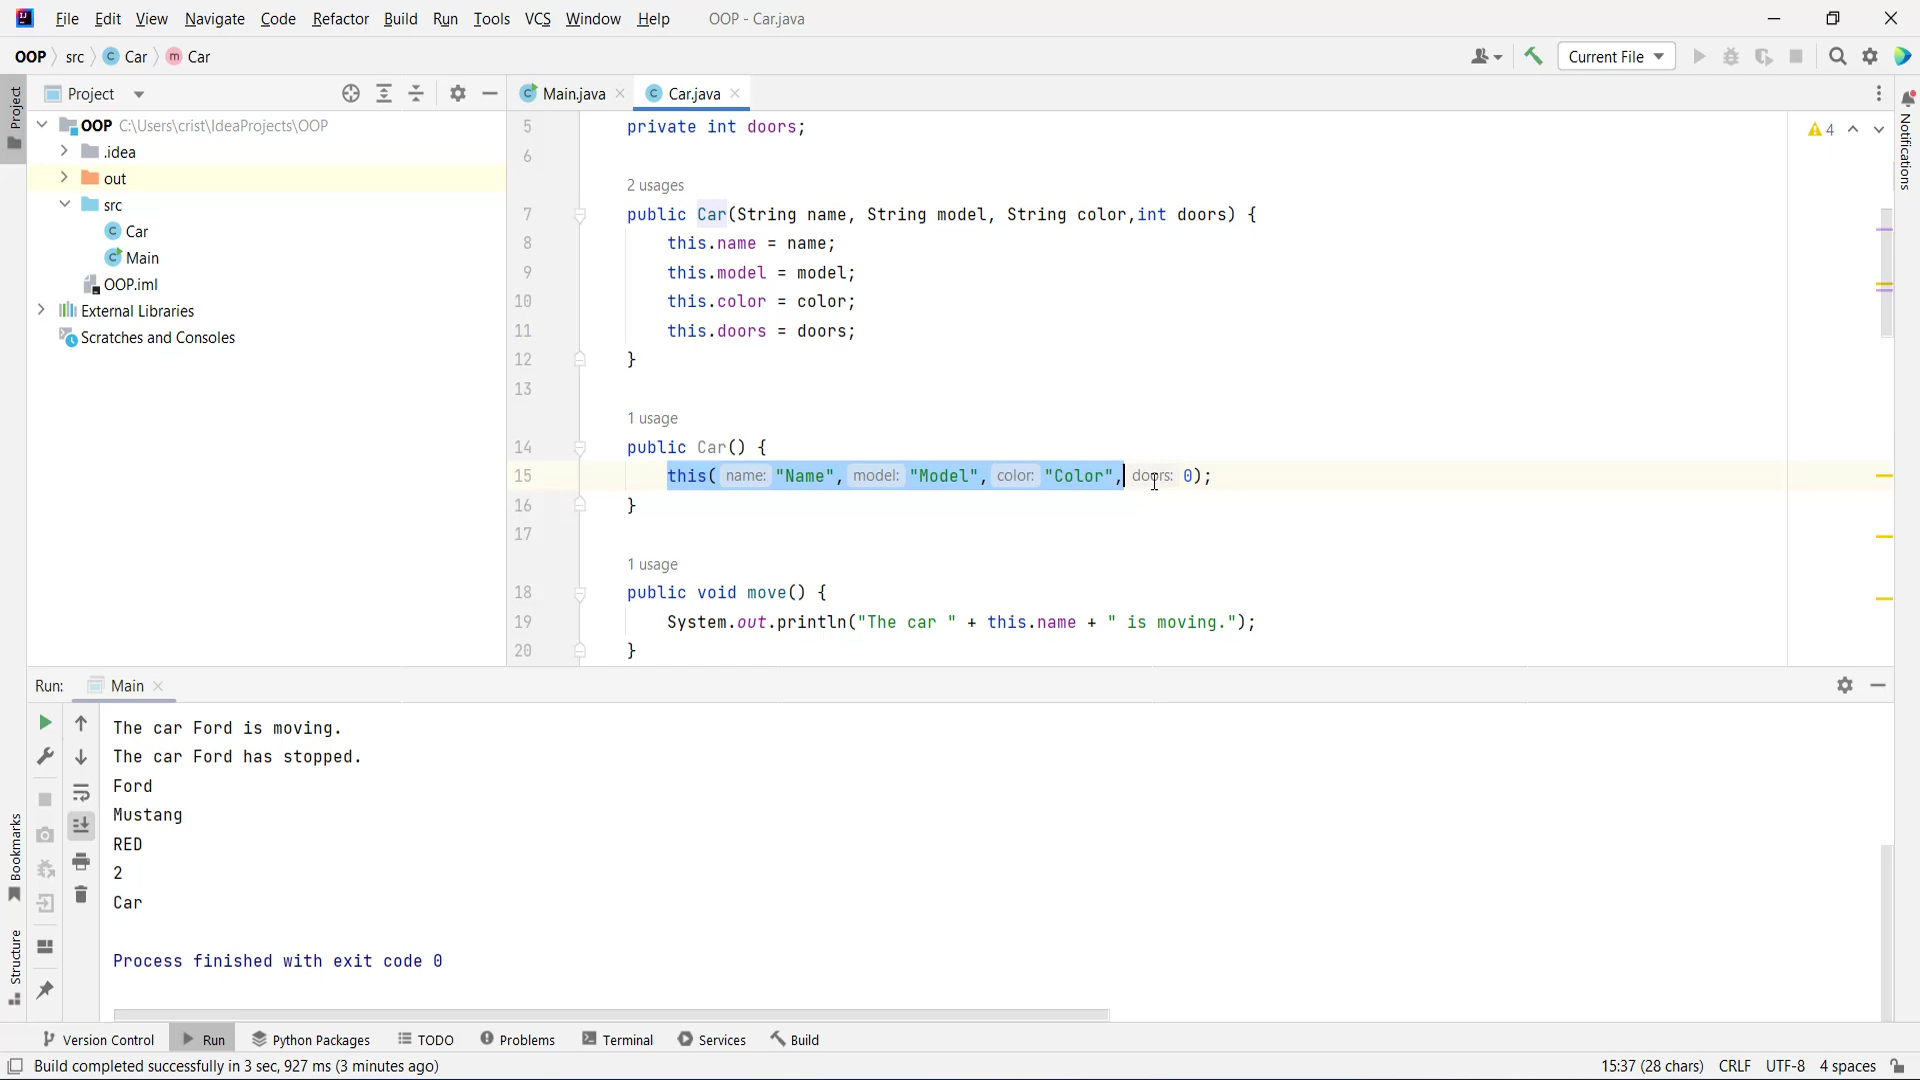 File Edit View Navigate Code Refactor Build Run Tools VCS Window Help OOP - Car.java
OOP src Car Car Current File
Project
Project
Main.java Car.java
OOP C:\Users\crist\IdeaProjects\OOP
.idea
out
src
Car
Main
OOP.iml
External Libraries
Scratches and Consoles
4
Notifications
5 private int doors;
6
2 usages
7 public Car(String name, String model, String color,int doors) {
8 this.name = name;
9 this.model = model;
10 this.color = color;
11 this.doors = doors;
12 }
13
1 usage
14 public Car() {
15 this( name: "Name", model: "Model", color: "Color", doors: 0);
16 }
17
1 usage
18 public void move() {
19 System.out.println("The car " + this.name + " is moving.");
20 }
Run: Main
The car Ford is moving.
The car Ford has stopped.
Ford
Mustang
RED
2
Car
Process finished with exit code 0
Bookmarks
Structure
Version Control Run Python Packages TODO Problems Terminal Services Build
Build completed successfully in 3 sec, 927 ms (3 minutes ago) 15:37 (28 chars) CRLF UTF-8 4 spaces